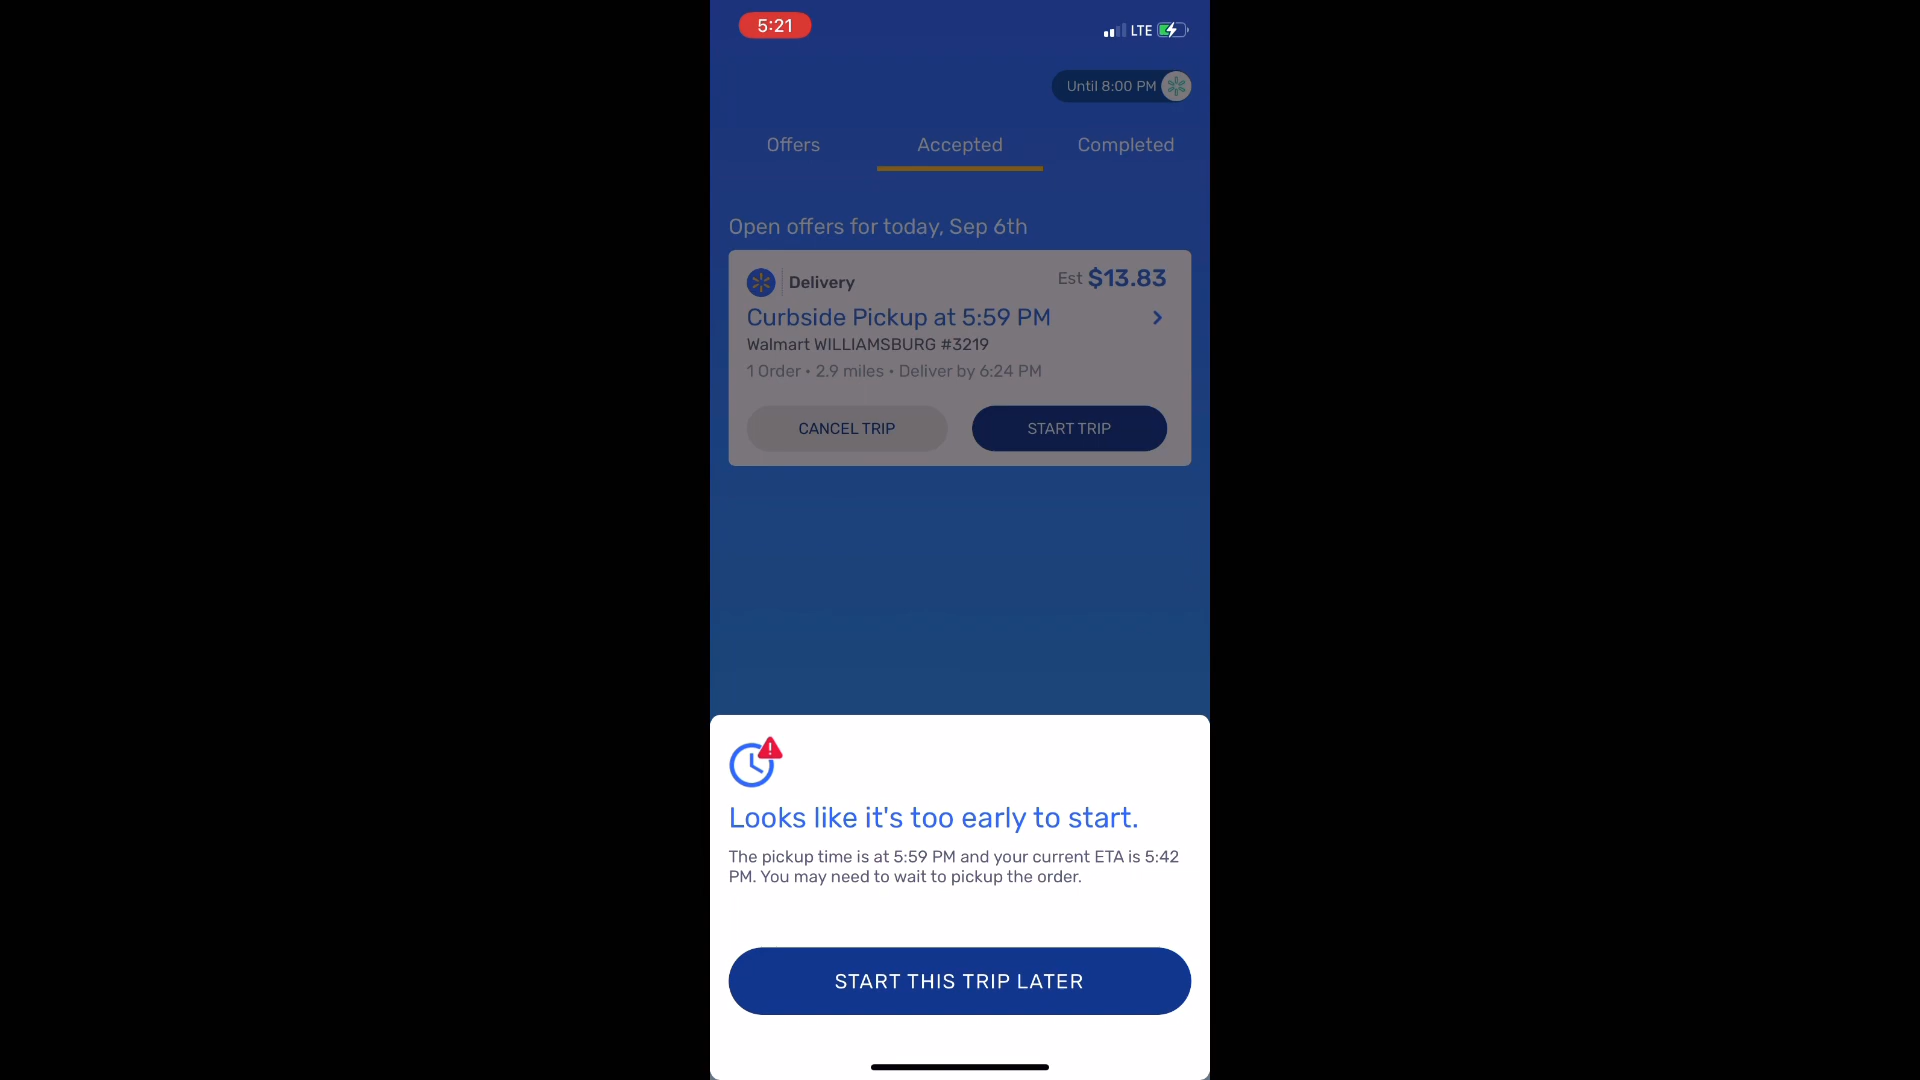 5:21
LTE
Until 8:00 PM
Offers Accepted Completed
Open offers for today, Sep 6th
Delivery Est $13.83
Curbside Pickup at 5:59 PM
Walmart WILLIAMSBURG #3219
1 Order • 2.9 miles • Deliver by 6:24 PM
CANCEL TRIP START TRIP
Looks like it's too early to start.
The pickup time is at 5:59 PM and your current ETA is 5:42
PM. You may need to wait to pickup the order.
START THIS TRIP LATER